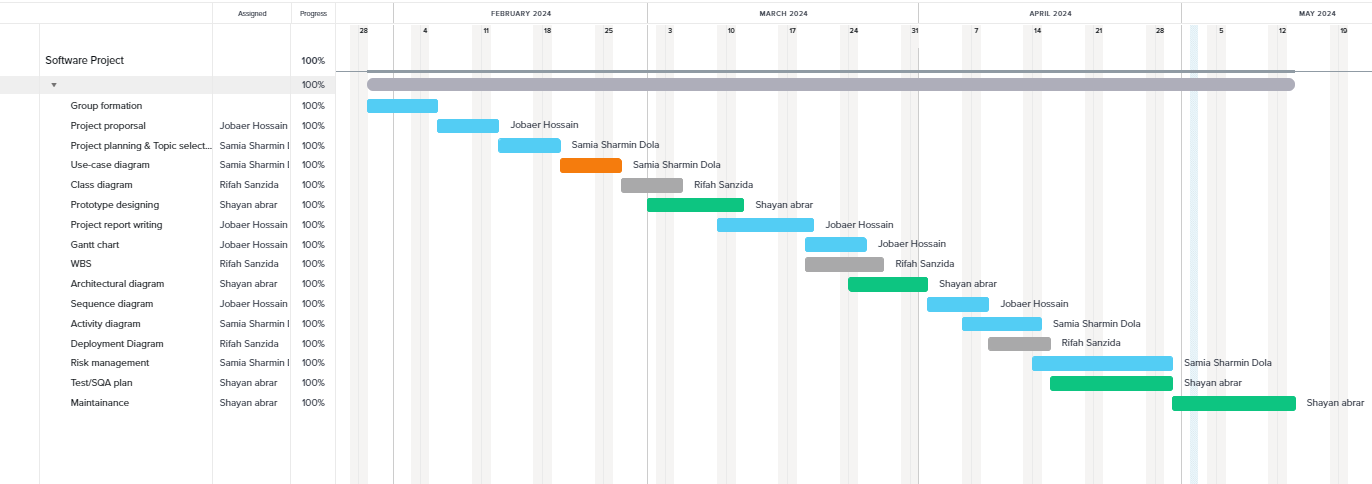 Assigned Progress FEBRUARY 2024 MARCH 2024 APRIL 2024 MAY 2024
28 4 11 18 25 3 10 17 24 31 7 14 21 28 5 12 19
Software Project 100%
100%
Group formation 100%
Project proporsal Jobaer Hossain 100% Jobaer Hossain
Project planning & Topic select... Samia Sharmin D 100% Samia Sharmin Dola
Use-case diagram Samia Sharmin D 100% Samia Sharmin Dola
Class diagram Rifah Sanzida 100% Rifah Sanzida
Prototype designing Shayan abrar 100% Shayan abrar
Project report writing Jobaer Hossain 100% Jobaer Hossain
Gantt chart Jobaer Hossain 100% Jobaer Hossain
WBS Rifah Sanzida 100% Rifah Sanzida
Architectural diagram Shayan abrar 100% Shayan abrar
Sequence diagram Jobaer Hossain 100% Jobaer Hossain
Activity diagram Samia Sharmin D 100% Samia Sharmin Dola
Deployment Diagram Rifah Sanzida 100% Rifah Sanzida
Risk management Samia Sharmin D 100% Samia Sharmin Dola
Test/SQA plan Shayan abrar 100% Shayan abrar
Maintainance Shayan abrar 100% Shayan abrar